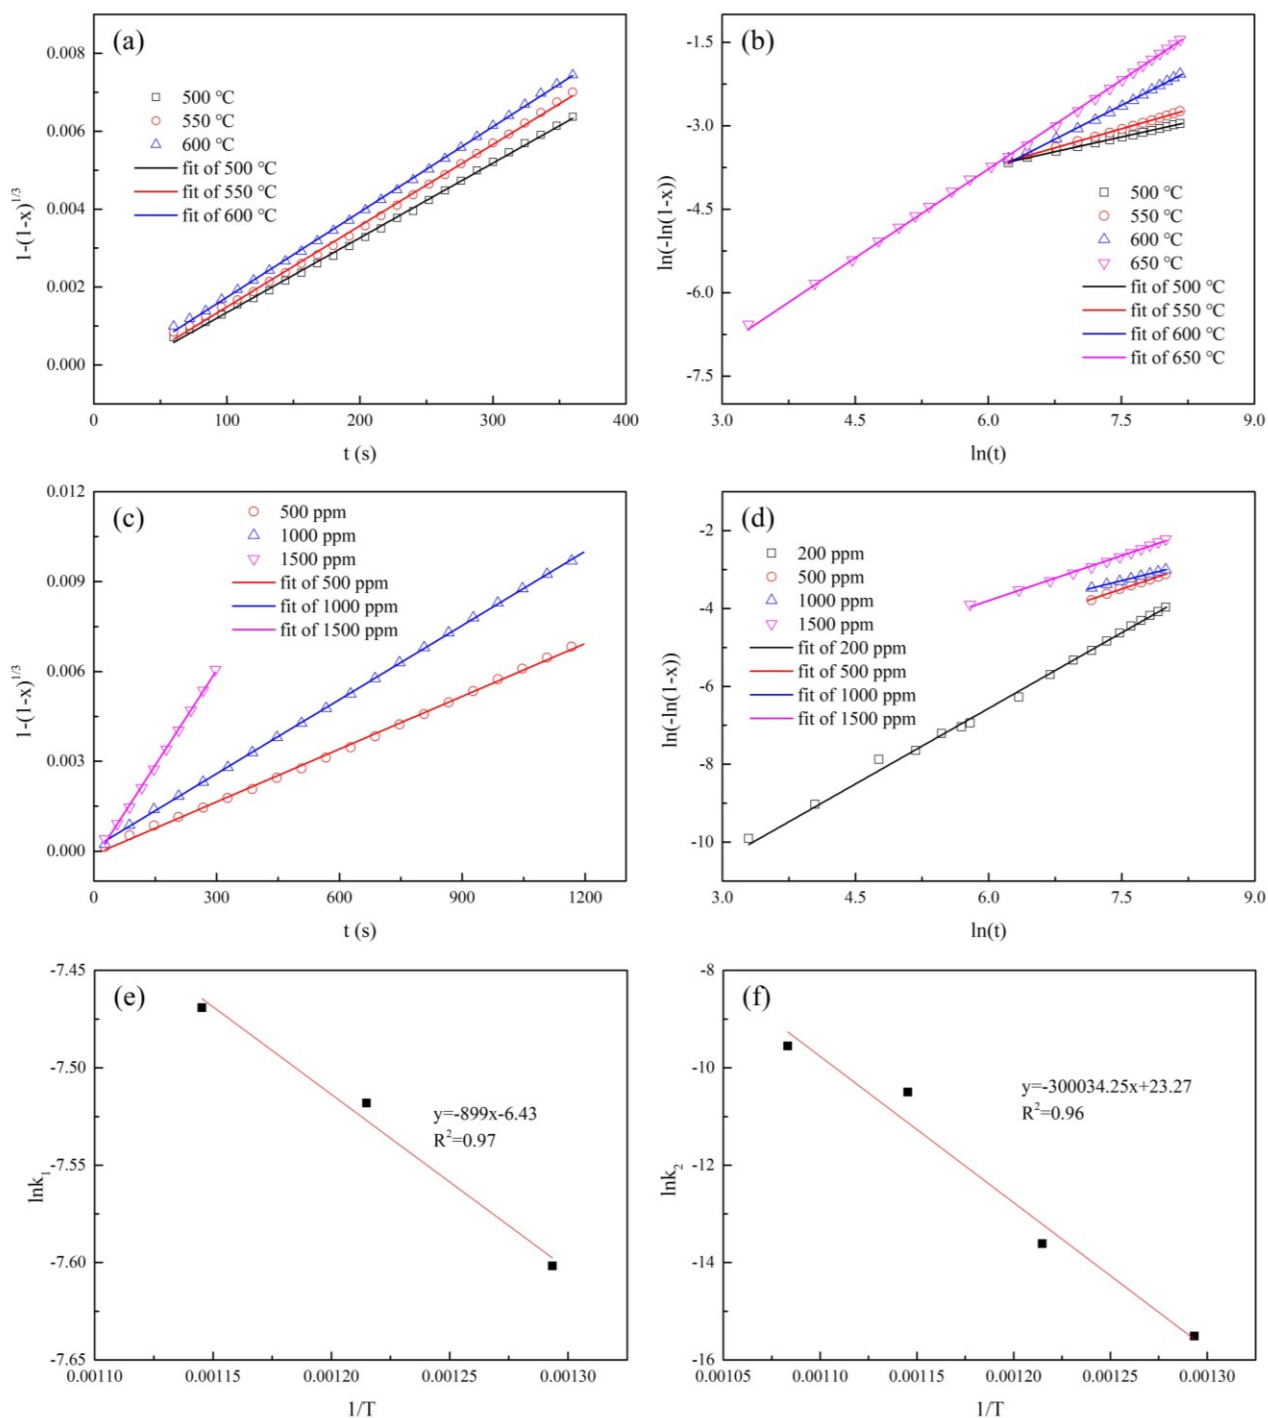 (a)
0.008
0.006
0.004
0.002
0.000
1-(1-x)^1/3
500 °C
550 °C
600 °C
fit of 500 °C
fit of 550 °C
fit of 600 °C
0
100
200
300
400
t (s)
(b)
-1.5
-3.0
-4.5
-6.0
-7.5
ln(-ln(1-x))
500 °C
550 °C
600 °C
650 °C
fit of 500 °C
fit of 550 °C
fit of 600 °C
fit of 650 °C
3.0
4.5
6.0
7.5
9.0
ln(t)
(c)
0.012
0.009
0.006
0.003
0.000
1-(1-x)^1/3
500 ppm
1000 ppm
1500 ppm
fit of 500 ppm
fit of 1000 ppm
fit of 1500 ppm
0
300
600
900
1200
t (s)
(d)
-2
-4
-6
-8
-10
ln(-ln(1-x))
200 ppm
500 ppm
1000 ppm
1500 ppm
fit of 200 ppm
fit of 500 ppm
fit of 1000 ppm
fit of 1500 ppm
3.0
4.5
6.0
7.5
9.0
ln(t)
(e)
-7.45
-7.50
-7.55
-7.60
-7.65
lnk1
y=-899x-6.43
R²=0.97
0.00110
0.00115
0.00120
0.00125
0.00130
1/T
(f)
-8
-10
-12
-14
-16
lnk2
y=-300034.25x+23.27
R²=0.96
0.00105
0.00110
0.00115
0.00120
0.00125
0.00130
1/T